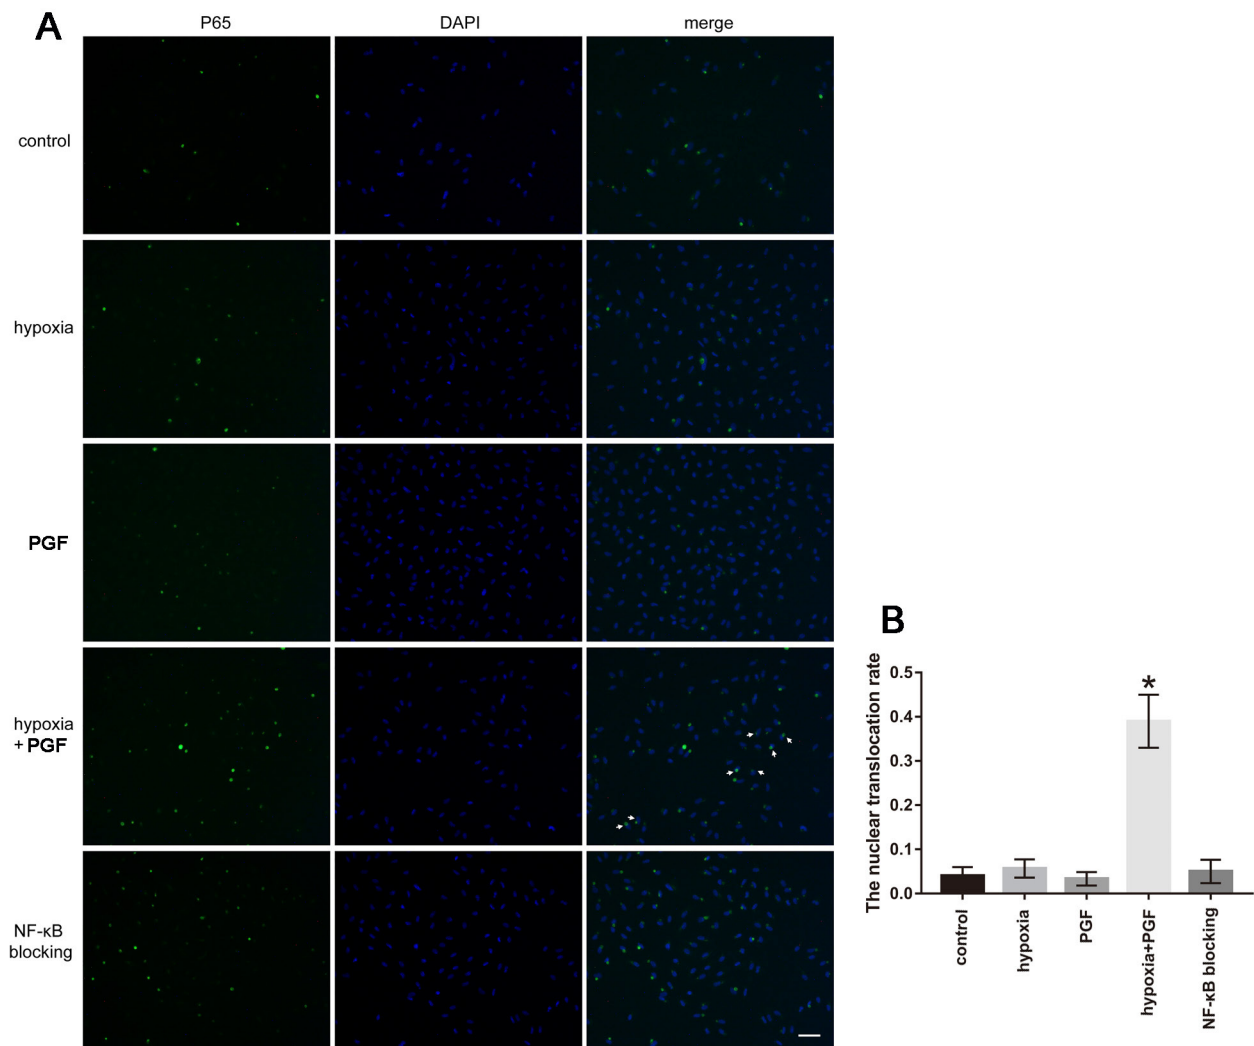 A
P65
DAPI
merge
control
hypoxia
PGF
hypoxia
+ PGF
NF-κB
blocking
B
The nuclear translocation rate
0.5
0.4
0.3
0.2
0.1
0.0
*
control
hypoxia
PGF
hypoxia+PGF
NF-κB blocking